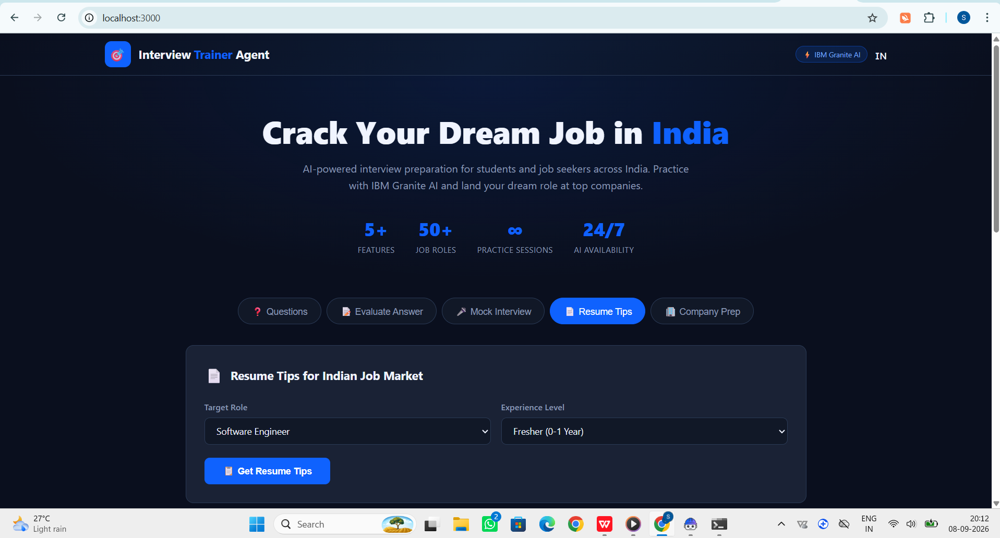 localhost:3000
S
Interview Trainer Agent
IBM Granite AI
IN
Crack Your Dream Job in India
AI-powered interview preparation for students and job seekers across India. Practice
with IBM Granite AI and land your dream role at top companies.
5+
FEATURES
50+
JOB ROLES
∞
PRACTICE SESSIONS
24/7
AI AVAILABILITY
Questions
Evaluate Answer
Mock Interview
Resume Tips
Company Prep
Resume Tips for Indian Job Market
Target Role
Experience Level
Software Engineer
Fresher (0-1 Year)
Get Resume Tips
27°C
Light rain
Search
2
W
S
ENG
IN
20:12
08-09-2026